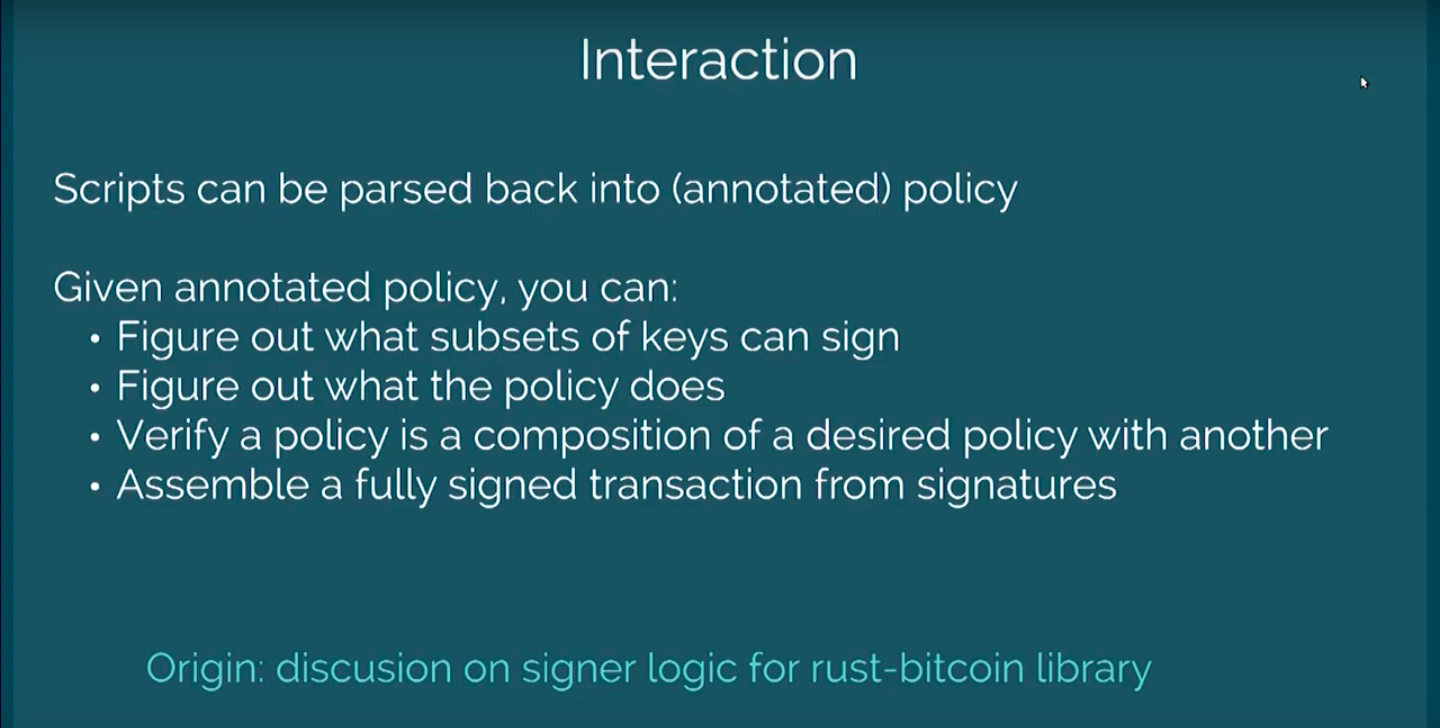 Interaction
Scripts can be parsed back into (annotated) policy
Given annotated policy, you can:
• Figure out what subsets of keys can sign
• Figure out what the policy does
• Verify a policy is a composition of a desired policy with another
• Assemble a fully signed transaction from signatures
Origin: discusion on signer logic for rust-bitcoin library